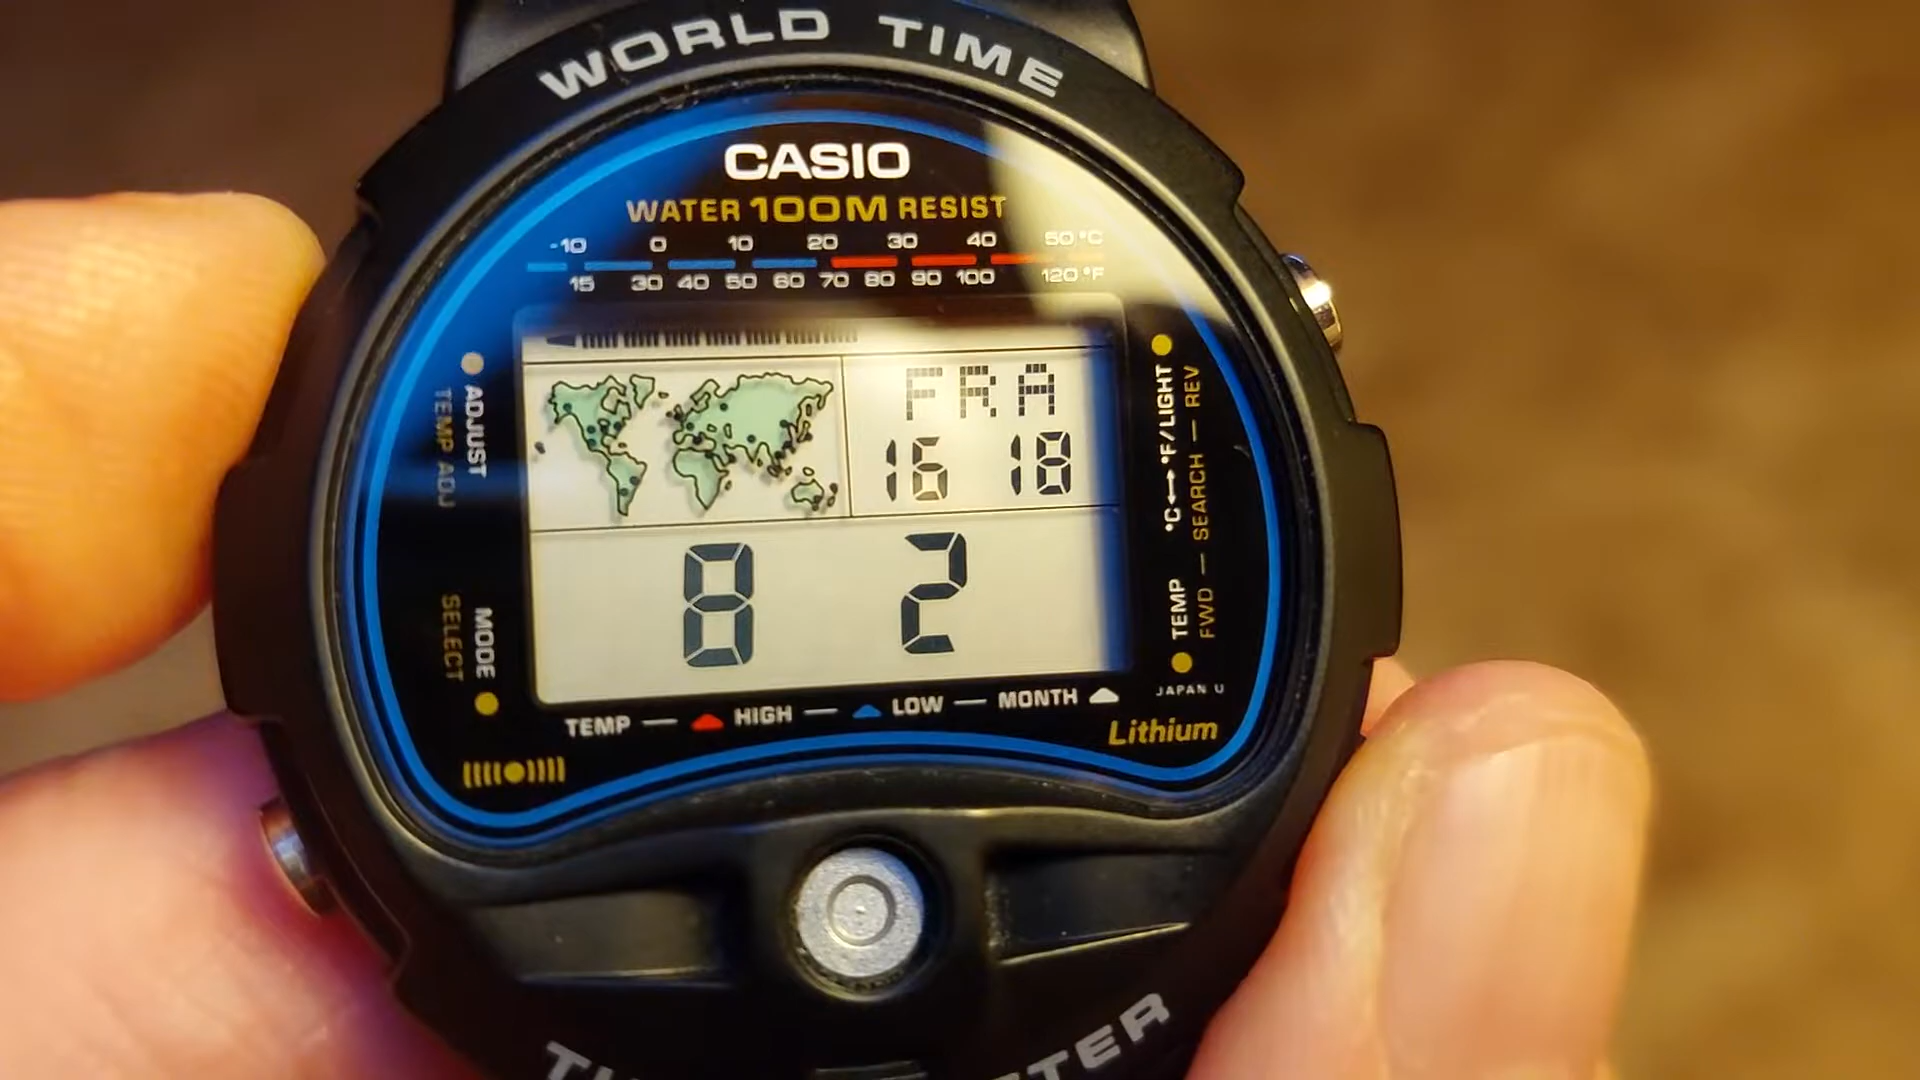 WORLD TIME
CASIO
WATER 100M RESIST
-10 0 10 20 30 40 50 °C
15 30 40 50 60 70 80 90 100 120 °F
FRA
16 18
8 2
ADJUST
TEMP ADJ
MODE
SELECT
°C↔°F/LIGHT
FWD — SEARCH — REV
TEMP
JAPAN U
TEMP — HIGH — LOW — MONTH
Lithium